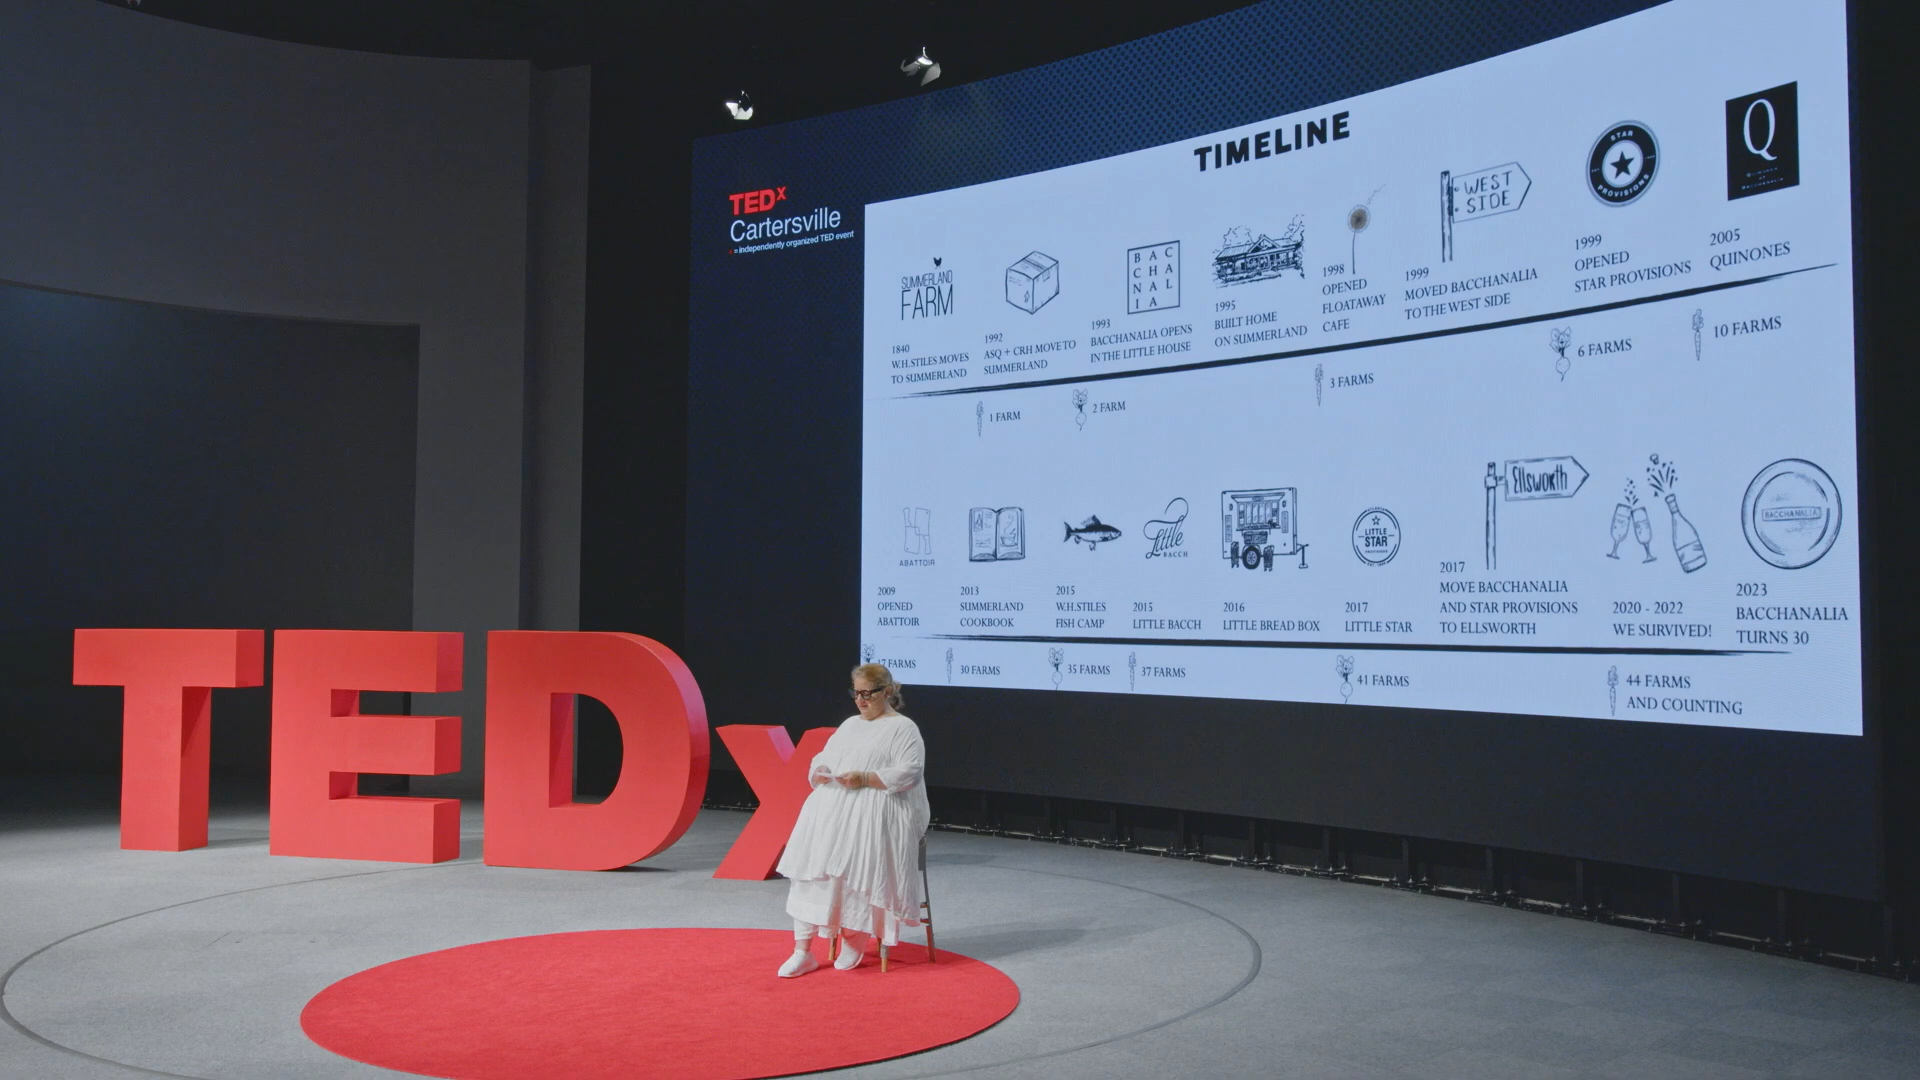 TEDx
Cartersville
x = independently organized TED event
TIMELINE
SUMMERLAND
FARM
1840
W.H.STILES MOVES
TO SUMMERLAND
1992
ASQ + CRH MOVE TO
SUMMERLAND
B A C
C H A
N A L
I A
1993
BACCHANALIA OPENS
IN THE LITTLE HOUSE
1995
BUILT HOME
ON SUMMERLAND
1998
OPENED
FLOATAWAY
CAFE
WEST
SIDE
1999
MOVED BACCHANALIA
TO THE WEST SIDE
STAR
PROVISIONS
1999
OPENED
STAR PROVISIONS
Q
QUINONES
AT
BACCHANALIA
2005
QUINONES
1 FARM
2 FARM
3 FARMS
6 FARMS
10 FARMS
ABATTOIR
2009
OPENED
ABATTOIR
2013
SUMMERLAND
COOKBOOK
2015
W.H.STILES
FISH CAMP
Little
BACCH
2015
LITTLE BACCH
2016
LITTLE BREAD BOX
LITTLE
STAR
PROVISIONS
2017
LITTLE STAR
Ellsworth
2017
MOVE BACCHANALIA
AND STAR PROVISIONS
TO ELLSWORTH
2020 - 2022
WE SURVIVED!
BACCHANALIA
2023
BACCHANALIA
TURNS 30
17 FARMS
30 FARMS
35 FARMS
37 FARMS
41 FARMS
44 FARMS
AND COUNTING
TEDx